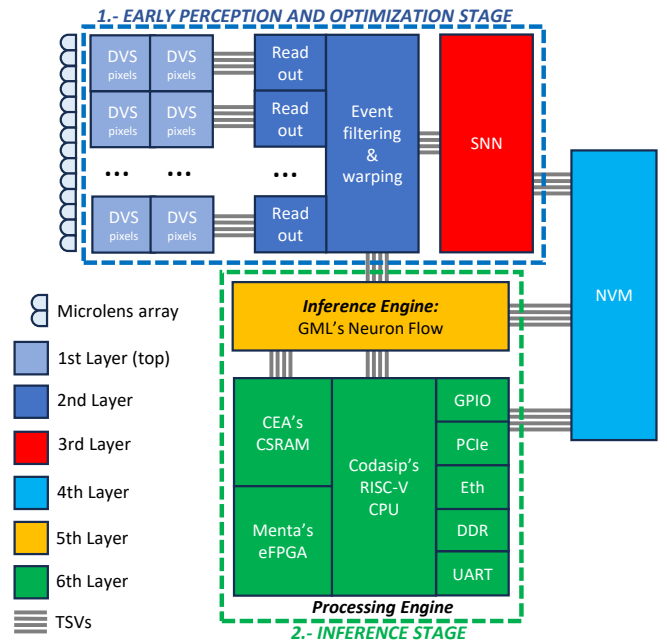 1.- EARLY PERCEPTION AND OPTIMIZATION STAGE
DVS
pixels
DVS
pixels
Read
out
DVS
pixels
DVS
pixels
Read
out
...
...
...
DVS
pixels
DVS
pixels
Read
out
Event
filtering
&
warping
SNN
NVM
Inference Engine:
GML's Neuron Flow
CEA's
CSRAM
Menta's
eFPGA
Codasip's
RISC-V
CPU
GPIO
PCIe
Eth
DDR
UART
Processing Engine
2.- INFERENCE STAGE
Microlens array
1st Layer (top)
2nd Layer
3rd Layer
4th Layer
5th Layer
6th Layer
TSVs